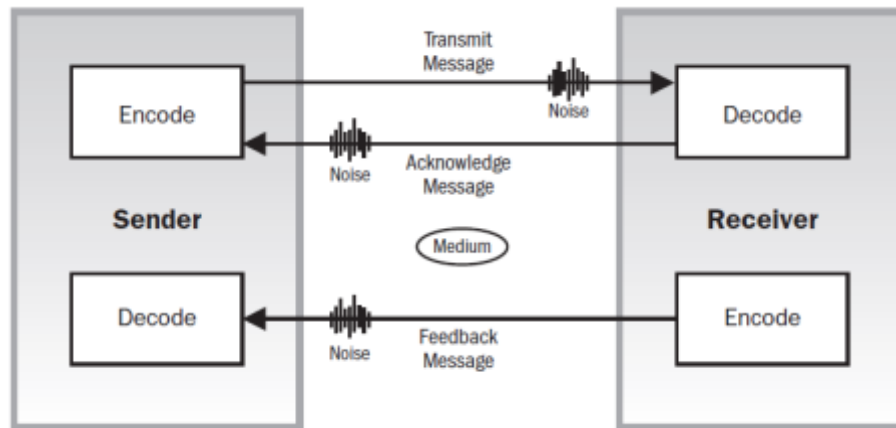 Transmit
Message
Encode
Noise
Decode
Noise
Acknowledge
Message
Sender
Medium
Receiver
Decode
Noise
Feedback
Message
Encode